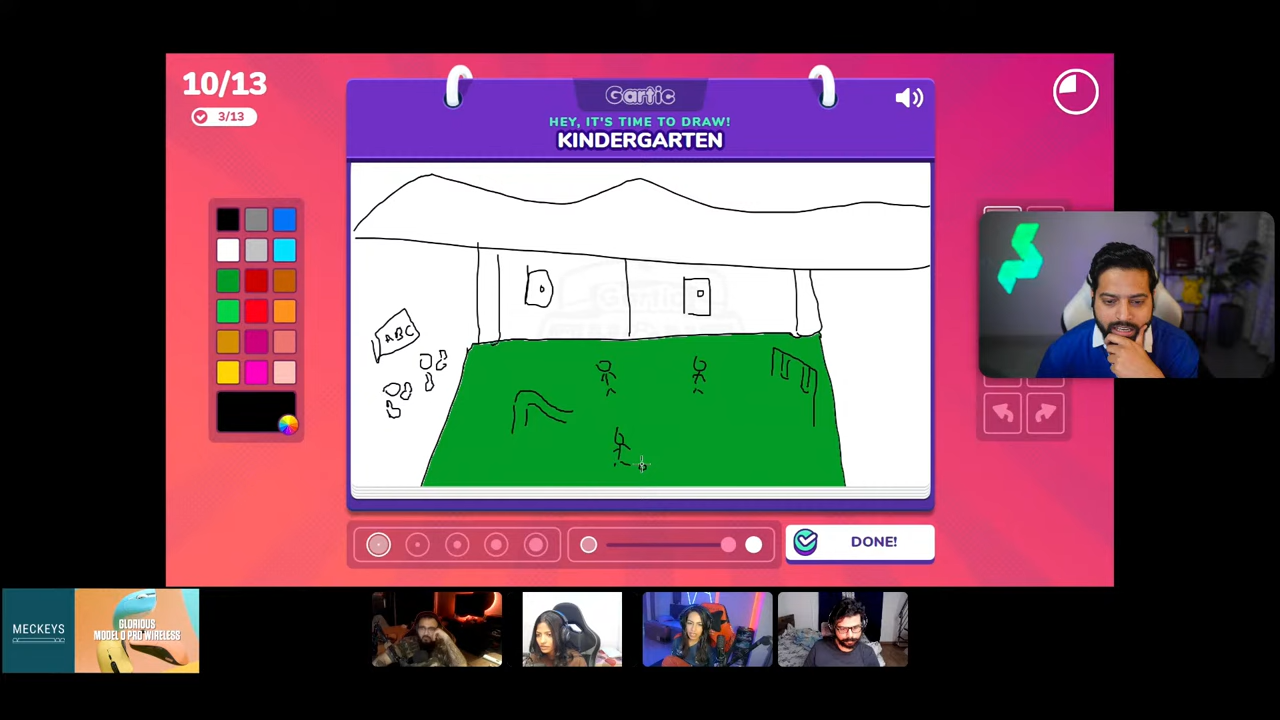 10/13
3/13
Gartic
HEY, IT'S TIME TO DRAW!
KINDERGARTEN
ABC
DONE!
MECKEYS
GLORIOUS
MODEL O PRO WIRELESS